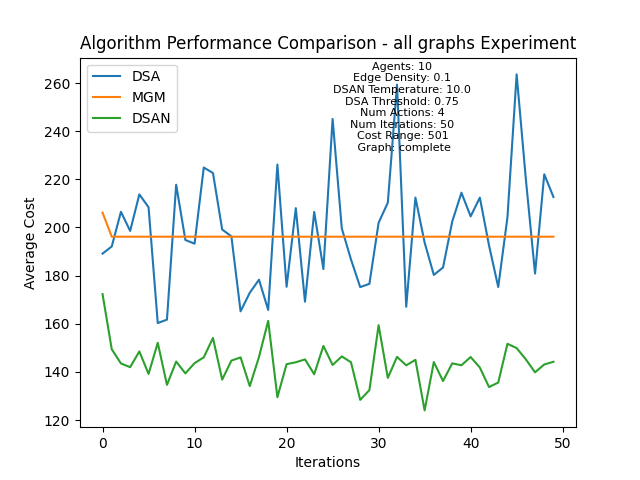 Algorithm Performance Comparison - all graphs Experiment
Agents: 10
Edge Density: 0.1
DSAN Temperature: 10.0
DSA Threshold: 0.75
Num Actions: 4
Num Iterations: 50
Cost Range: 501
Graph: complete
DSA
MGM
DSAN
Average Cost
260
240
220
200
180
160
140
120
0 10 20 30 40 50
Iterations